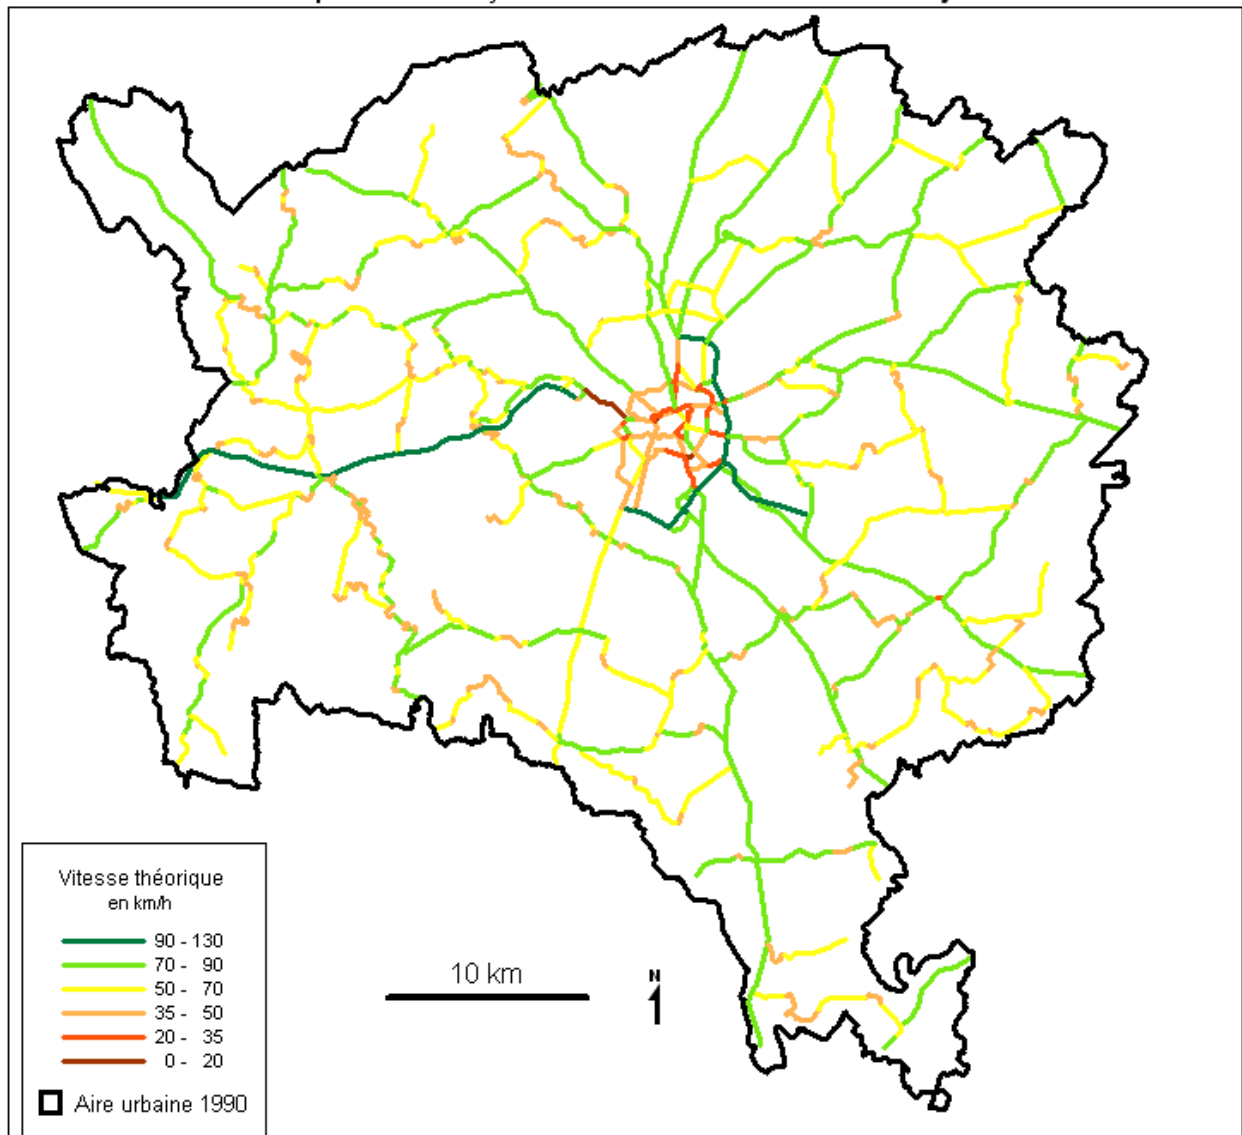 10 km
N
Vitesse théorique
en km/h
90 - 130
70 - 90
50 - 70
35 - 50
20 - 35
0 - 20
Aire urbaine 1990